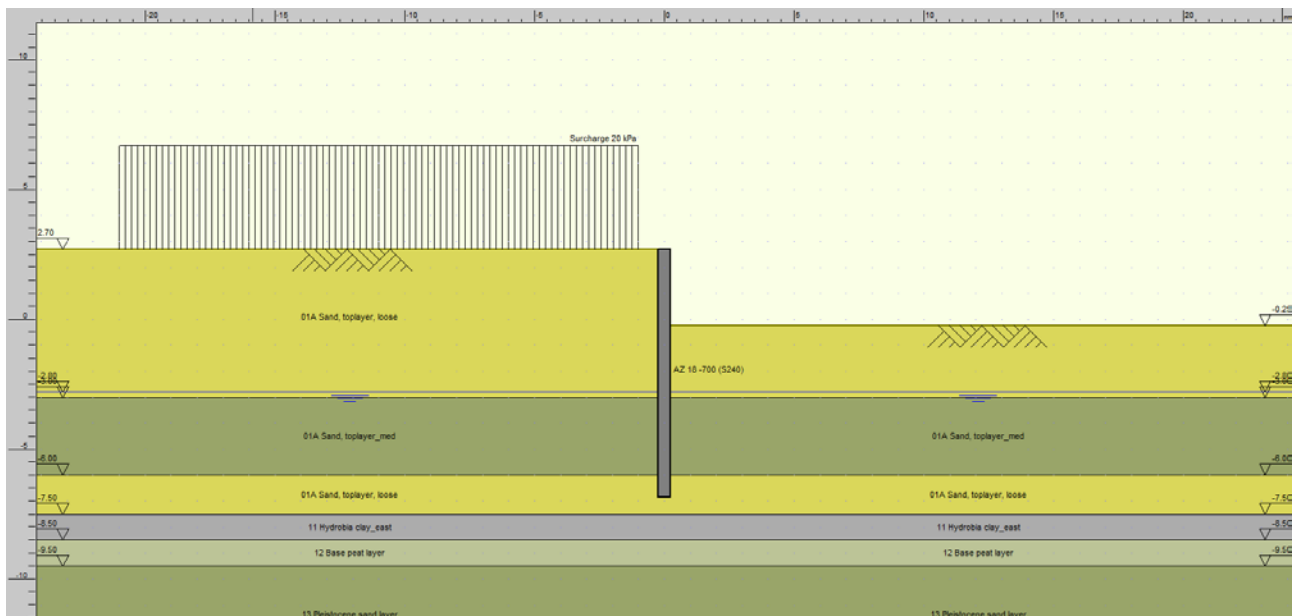 -20 -15 -10 -5 0 5 10 15 20
10
Surcharge 20 kPa
5
2.70
01A Sand, toplayer, loose
0
-0.25
AZ 18 -700 (S240)
-2.80
-2.80
-3.00
-3.00
01A Sand, toplayer_med
01A Sand, toplayer_med
-5
-6.00
-6.00
01A Sand, toplayer, loose
01A Sand, toplayer, loose
-7.50
-7.50
11 Hydrobia clay_east
11 Hydrobia clay_east
-8.50
-8.50
12 Base peat layer
12 Base peat layer
-9.50
-9.50
-10
13 Pleistocene sand layer
13 Pleistocene sand layer